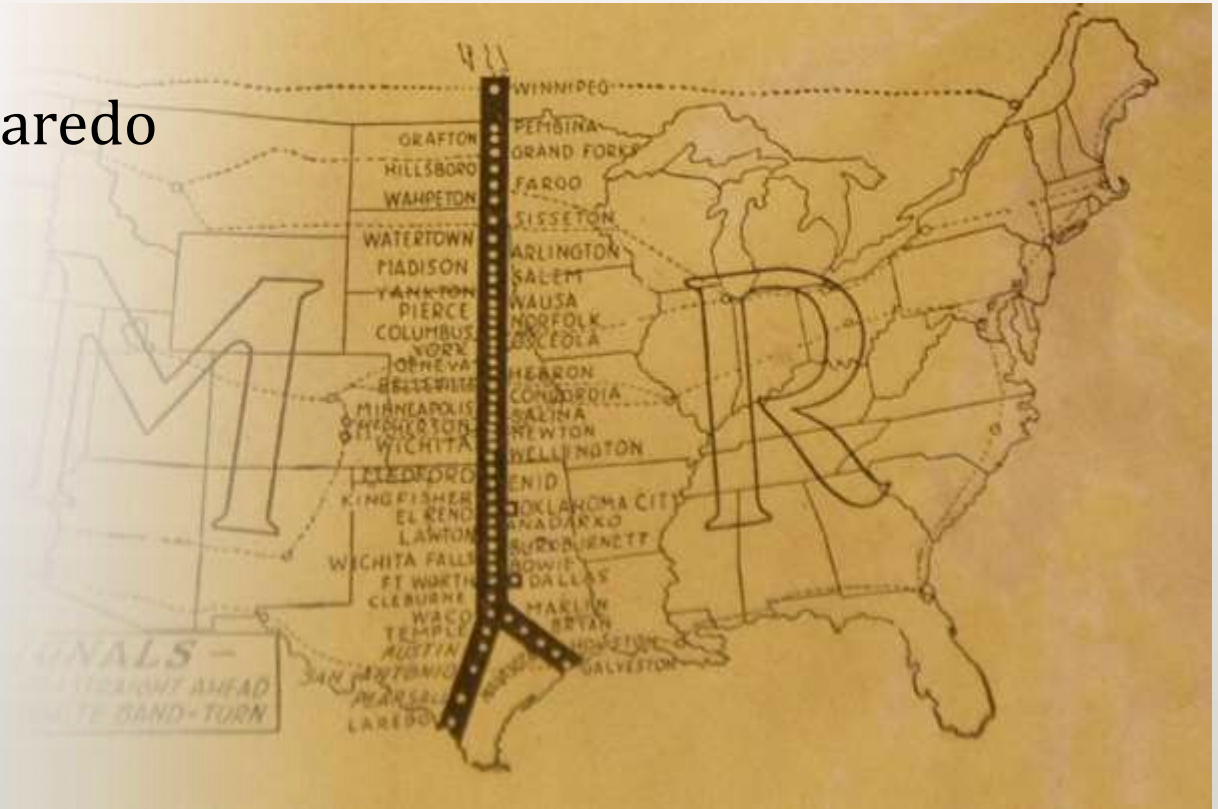 aredo
WINNIPEG
PEMBINA
GRAFTON
GRAND FORKS
HILLSBORO
FARGO
WAHPETON
SISSETON
WATERTOWN
ARLINGTON
MADISON
SALEM
YANKTON
WAUSA
PIERCE
NORFOLK
COLUMBUS
OSCEOLA
YORK
GENEVA
HEBRON
BELLEVILLE
CONCORDIA
MINNEAPOLIS
SALINA
MCPHERSON
NEWTON
WICHITA
WELLINGTON
MEDFORD
ENID
KINGFISHER
OKLAHOMA CITY
EL RENO
ANADARKO
LAWTON
BURKBURNETT
WICHITA FALLS
BOWIE
FT WORTH
DALLAS
CLEBURNE
MARLIN
WACO
BRYAN
TEMPLE
HOUSTON
AUSTIN
GALVESTON
SAN ANTONIO
PEARSALL
LAREDO
M R
ONALS –
STRAIGHT AHEAD
BAND-TURN